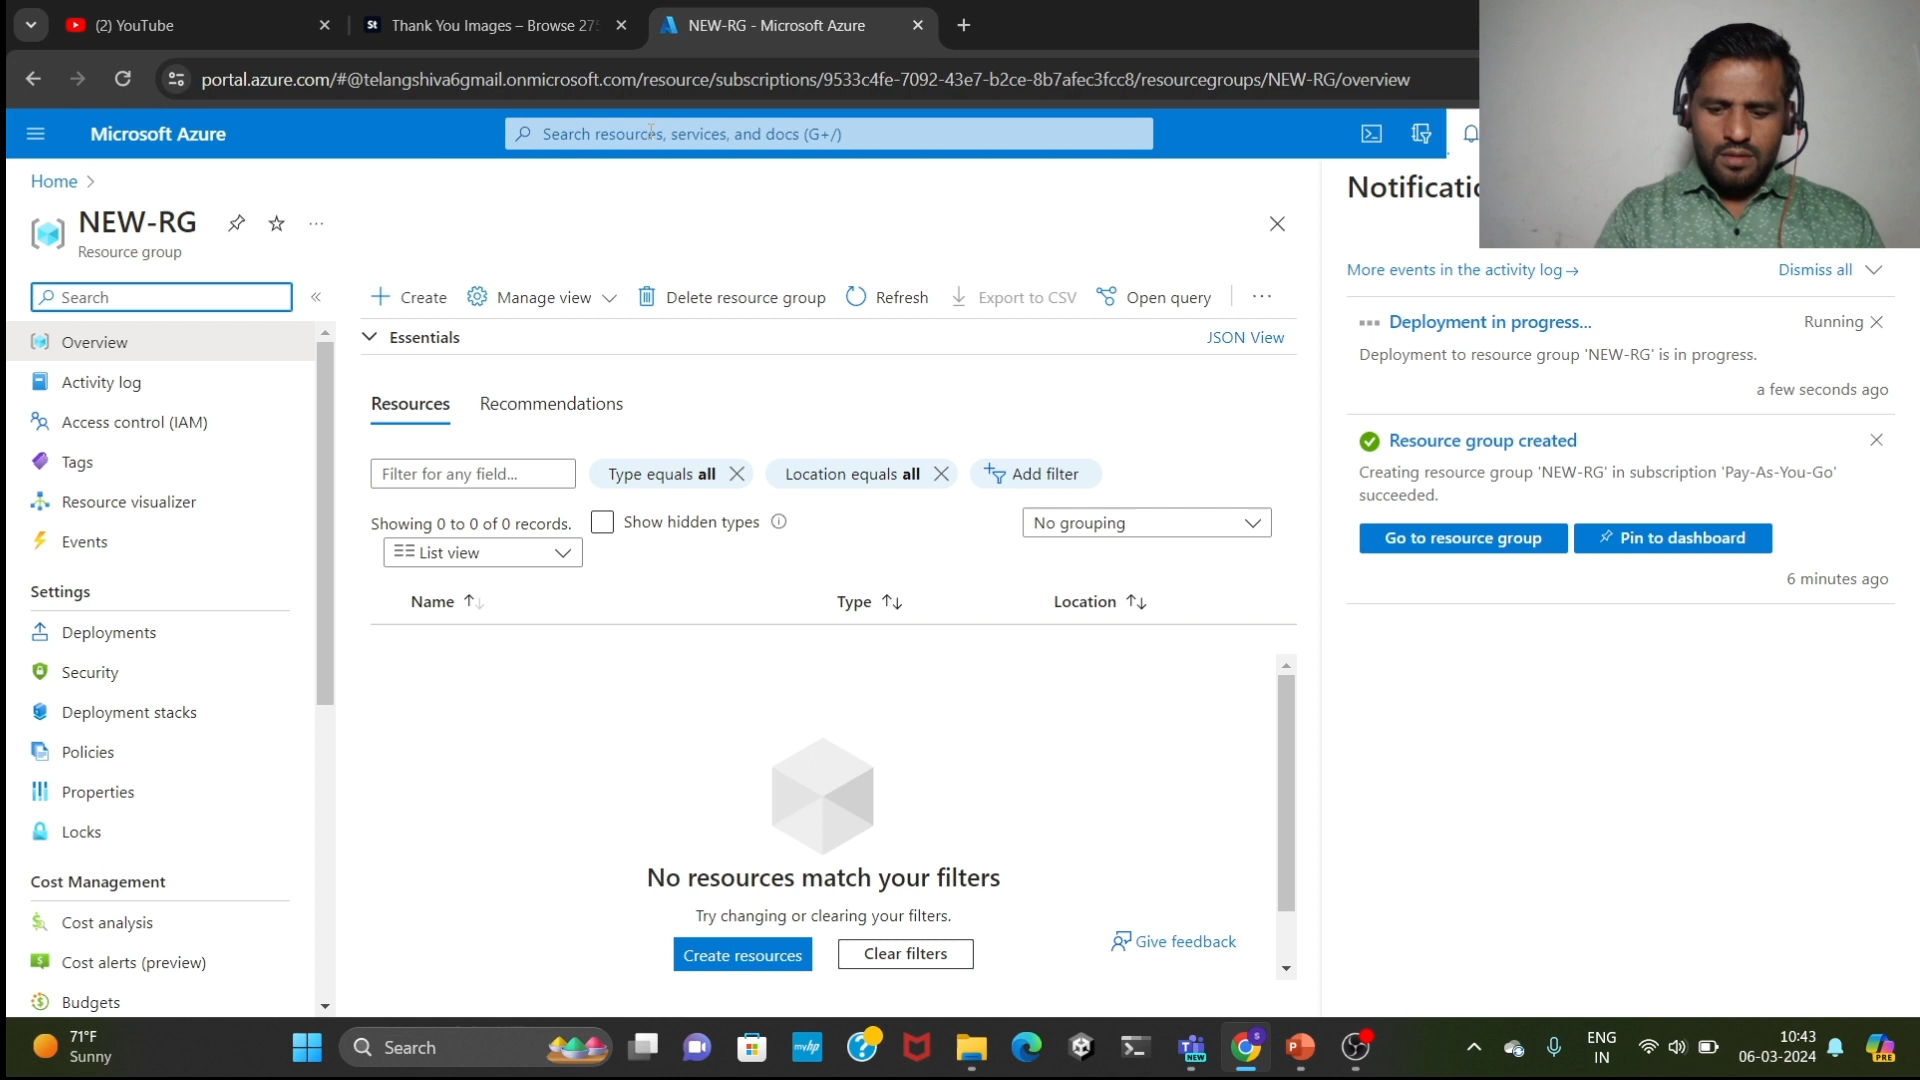 (2) YouTube
Thank You Images – Browse 275
NEW-RG - Microsoft Azure
portal.azure.com/#@telangshiva6gmail.onmicrosoft.com/resource/subscriptions/9533c4fe-7092-43e7-b2ce-8b7afec3fcc8/resourcegroups/NEW-RG/overview
Microsoft Azure
Search resources, services, and docs (G+/)
Home
NEW-RG
Resource group
Search
Overview
Activity log
Access control (IAM)
Tags
Resource visualizer
Events
Settings
Deployments
Security
Deployment stacks
Policies
Properties
Locks
Cost Management
Cost analysis
Cost alerts (preview)
Budgets
Create
Manage view
Delete resource group
Refresh
Export to CSV
Open query
Essentials
JSON View
Resources
Recommendations
Filter for any field...
Type equals all
Location equals all
Add filter
Showing 0 to 0 of 0 records.
Show hidden types
No grouping
List view
Name
Type
Location
No resources match your filters
Try changing or clearing your filters.
Create resources
Clear filters
Give feedback
More events in the activity log →
Dismiss all
Deployment in progress...
Running
Deployment to resource group 'NEW-RG' is in progress.
a few seconds ago
Resource group created
Creating resource group 'NEW-RG' in subscription 'Pay-As-You-Go'
succeeded.
Go to resource group
Pin to dashboard
6 minutes ago
71°F
Sunny
Search
myhp
NEW
ENG
IN
10:43
06-03-2024
PRE